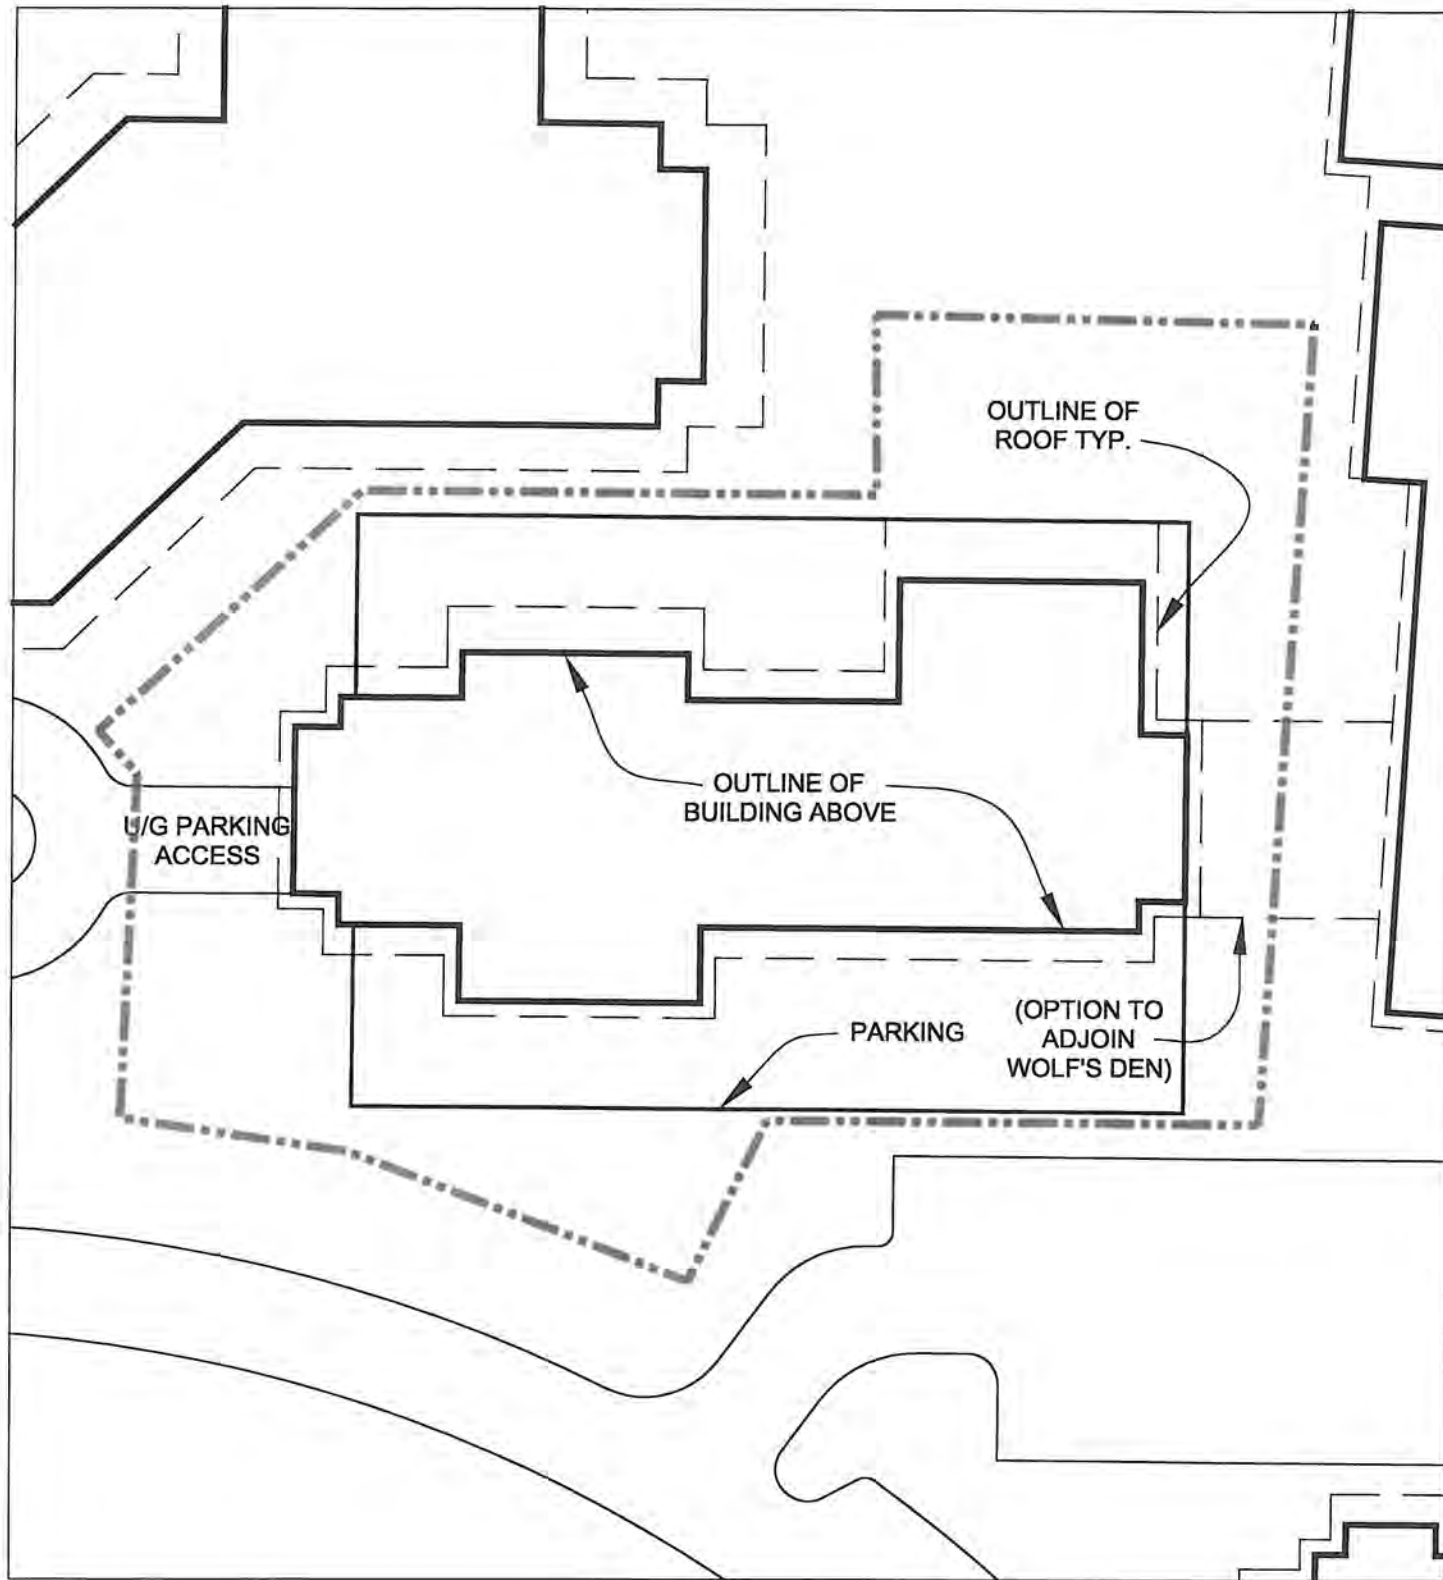 OUTLINE OF
ROOF TYP.
OUTLINE OF
BUILDING ABOVE
U/G PARKING
ACCESS
PARKING
(OPTION TO
ADJOIN
WOLF'S DEN)